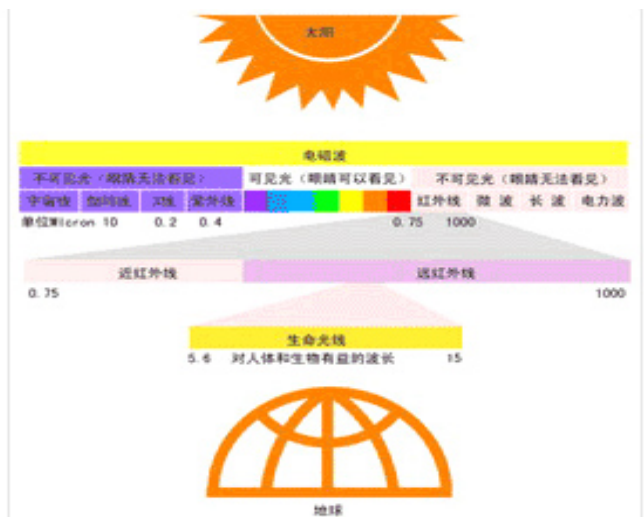 太阳
电磁波
不可见光(眼睛无法看见) 可见光(眼睛可以看见) 不可见光(眼睛无法看见)
宇宙线 伽玛线 X线 紫外线 红外线 微波 长波 电力波
单位Micron 10 0.2 0.4 0.75 1000
近红外线 远红外线
0.75 1000
生命光线
5.6 对人体和生物有益的波长 15
地球